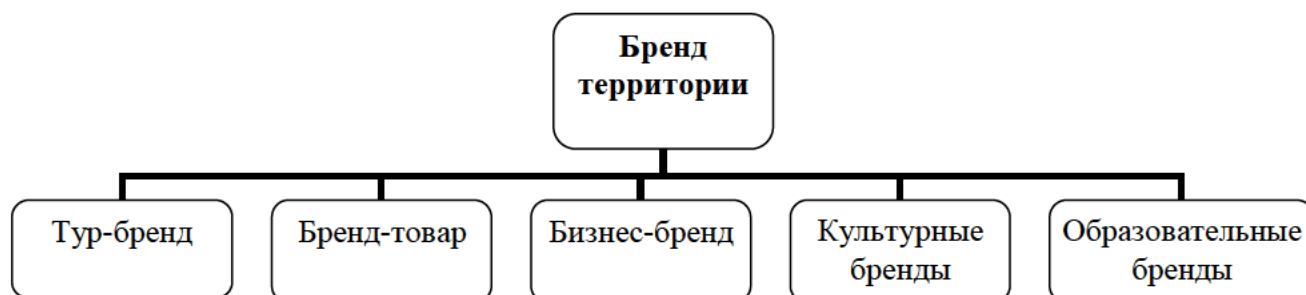 Бренд
территории
Тур-бренд
Бренд-товар
Бизнес-бренд
Культурные
бренды
Образовательные
бренды